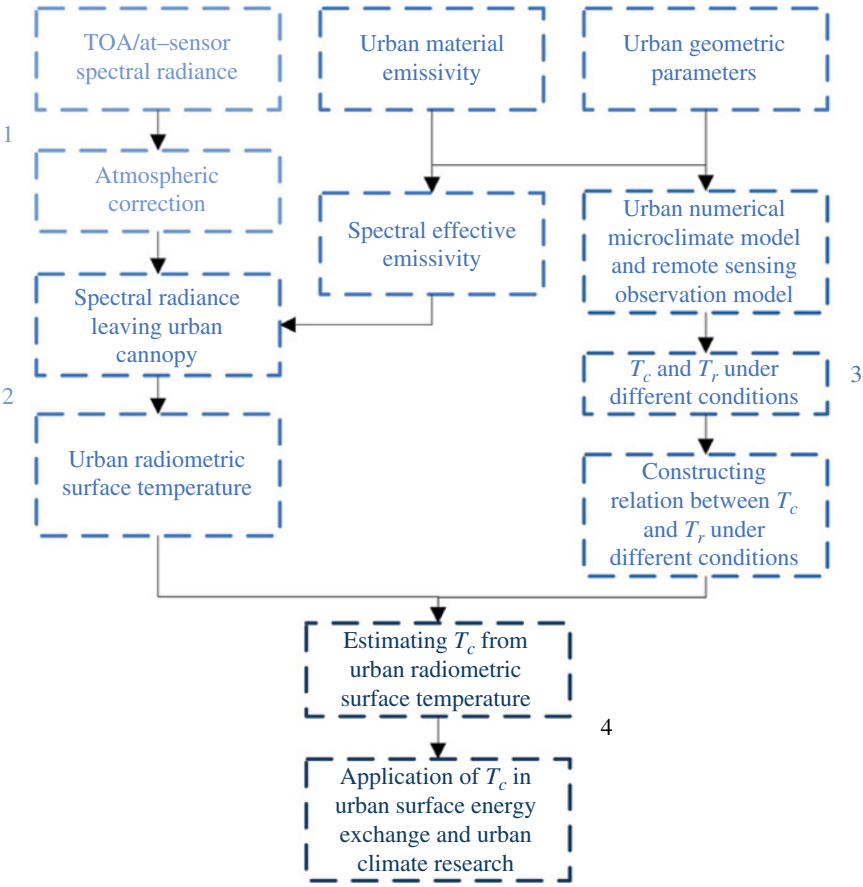 TOA/at–sensor
spectral radiance
Urban material
emissivity
Urban geometric
parameters
1
Atmospheric
correction
Spectral effective
emissivity
Urban numerical
microclimate model
and remote sensing
observation model
Spectral radiance
leaving urban
cannopy
T_c and T_r under
different conditions
3
2
Urban radiometric
surface temperature
Constructing
relation between T_c
and T_r under
different conditions
Estimating T_c from
urban radiometric
surface temperature
4
Application of T_c in
urban surface energy
exchange and urban
climate research